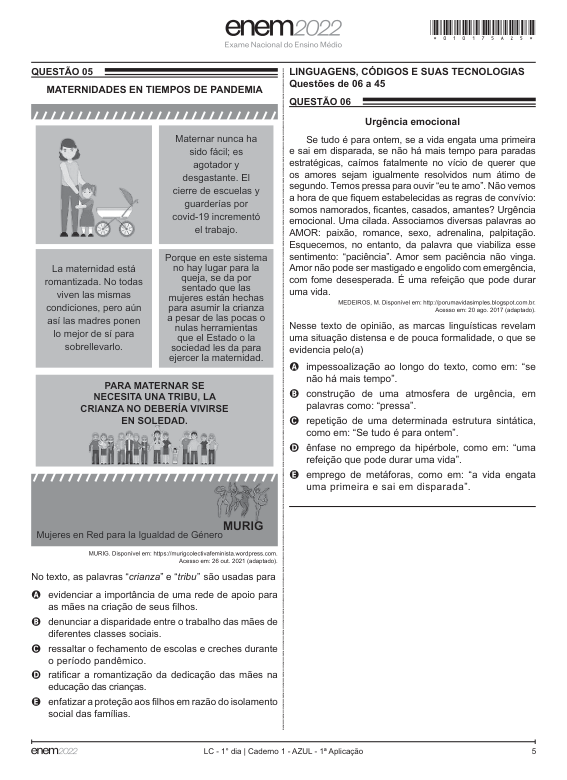 enem2022
Exame Nacional do Ensino Médio
*010175AZ5*
QUESTÃO 05
MATERNIDADES EN TIEMPOS DE PANDEMIA
Maternar nunca ha
sido fácil; es
agotador y
desgastante. El
cierre de escuelas y
guarderías por
covid-19 incrementó
el trabajo.
La maternidad está
romantizada. No todas
viven las mismas
condiciones, pero aún
así las madres ponen
lo mejor de sí para
sobrellevarlo.
Porque en este sistema
no hay lugar para la
queja, se da por
sentado que las
mujeres están hechas
para asumir la crianza
a pesar de las pocas o
nulas herramientas
que el Estado o la
sociedad les da para
ejercer la maternidad.
PARA MATERNAR SE
NECESITA UNA TRIBU, LA
CRIANZA NO DEBERÍA VIVIRSE
EN SOLEDAD.
MURIG
Mujeres en Red para la Igualdad de Género
MURIG. Disponível em: https://murigcolectivafeminista.wordpress.com.
Acesso em: 26 out. 2021 (adaptado).
No texto, as palavras “crianza” e “tribu” são usadas para
A evidenciar a importância de uma rede de apoio para
as mães na criação de seus filhos.
B denunciar a disparidade entre o trabalho das mães de
diferentes classes sociais.
C ressaltar o fechamento de escolas e creches durante
o período pandêmico.
D ratificar a romantização da dedicação das mães na
educação das crianças.
E enfatizar a proteção aos filhos em razão do isolamento
social das famílias.
LINGUAGENS, CÓDIGOS E SUAS TECNOLOGIAS
Questões de 06 a 45
QUESTÃO 06
Urgência emocional
Se tudo é para ontem, se a vida engata uma primeira
e sai em disparada, se não há mais tempo para paradas
estratégicas, caímos fatalmente no vício de querer que
os amores sejam igualmente resolvidos num átimo de
segundo. Temos pressa para ouvir “eu te amo”. Não vemos
a hora de que fiquem estabelecidas as regras de convívio:
somos namorados, ficantes, casados, amantes? Urgência
emocional. Uma cilada. Associamos diversas palavras ao
AMOR: paixão, romance, sexo, adrenalina, palpitação.
Esquecemos, no entanto, da palavra que viabiliza esse
sentimento: “paciência”. Amor sem paciência não vinga.
Amor não pode ser mastigado e engolido com emergência,
com fome desesperada. É uma refeição que pode durar
uma vida.
MEDEIROS, M. Disponível em: http://porumavidasimples.blogspot.com.br.
Acesso em: 20 ago. 2017 (adaptado).
Nesse texto de opinião, as marcas linguísticas revelam
uma situação distensa e de pouca formalidade, o que se
evidencia pelo(a)
A impessoalização ao longo do texto, como em: “se
não há mais tempo”.
B construção de uma atmosfera de urgência, em
palavras como: “pressa”.
C repetição de uma determinada estrutura sintática,
como em: “Se tudo é para ontem”.
D ênfase no emprego da hipérbole, como em: “uma
refeição que pode durar uma vida”.
E emprego de metáforas, como em: “a vida engata
uma primeira e sai em disparada”.
enem2022
LC - 1° dia | Caderno 1 - AZUL - 1ª Aplicação
5